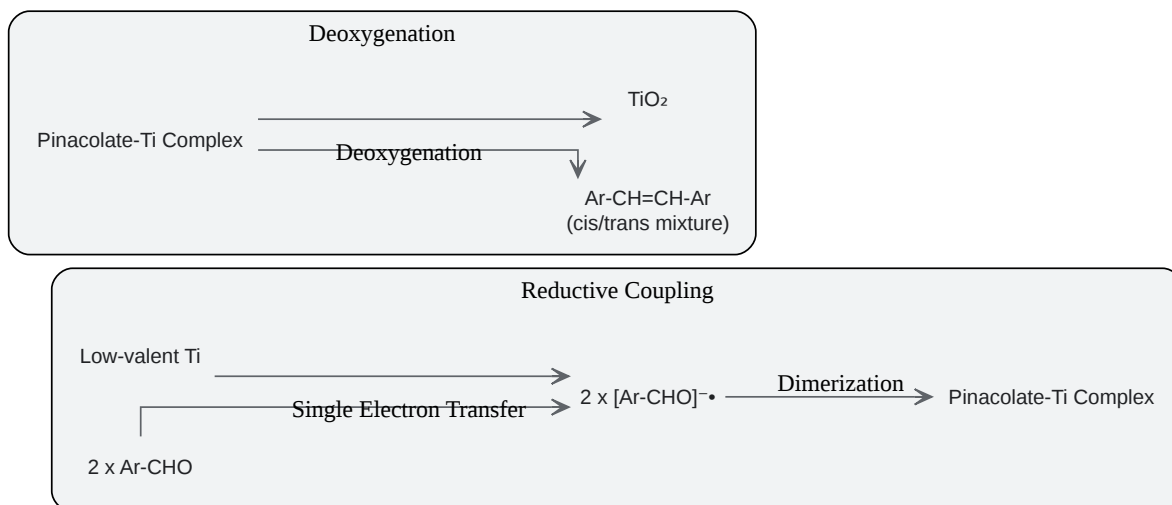 Deoxygenation
TiO₂
Pinacolate-Ti Complex
Deoxygenation
Ar-CH=CH-Ar
(cis/trans mixture)
Reductive Coupling
Low-valent Ti
Single Electron Transfer
2 x [Ar-CHO]⁻•
Dimerization
Pinacolate-Ti Complex
2 x Ar-CHO